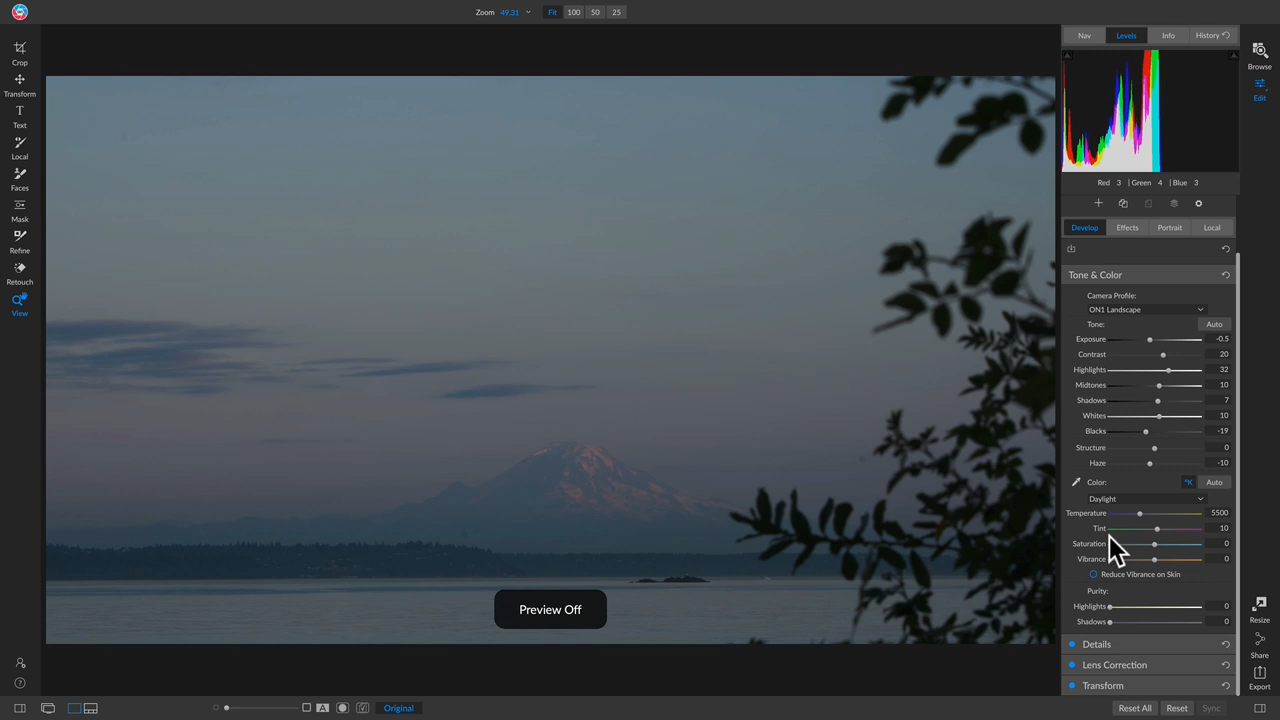 Zoom 49.31 Fit 100 50 25
Crop
Transform
Text
Local
Faces
Mask
Refine
Retouch
View
Preview Off
Nav Levels Info History
Red 3 | Green 4 | Blue 3
Develop Effects Portrait Local
Tone & Color
Camera Profile:
ON1 Landscape
Tone: Auto
Exposure -0.5
Contrast 20
Highlights 32
Midtones 10
Shadows 7
Whites 10
Blacks -19
Structure 0
Haze -10
Color: °K Auto
Daylight
Temperature 5500
Tint 10
Saturation 0
Vibrance 0
Reduce Vibrance on Skin
Purity:
Highlights 0
Shadows 0
Details
Lens Correction
Transform
Browse
Edit
Resize
Share
Export
A Original
Reset All Reset Sync